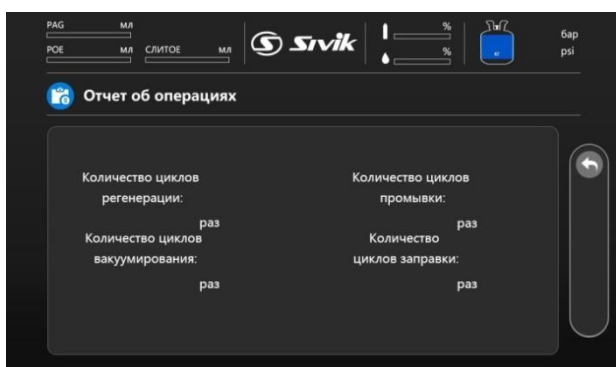 PAG мл
POE мл СЛИТОЕ мл
Sivik
%
%
кг
бар
psi
Отчет об операциях
Количество циклов
регенерации:
раз
Количество циклов
вакуумирования:
раз
Количество циклов
промывки:
раз
Количество
циклов заправки:
раз